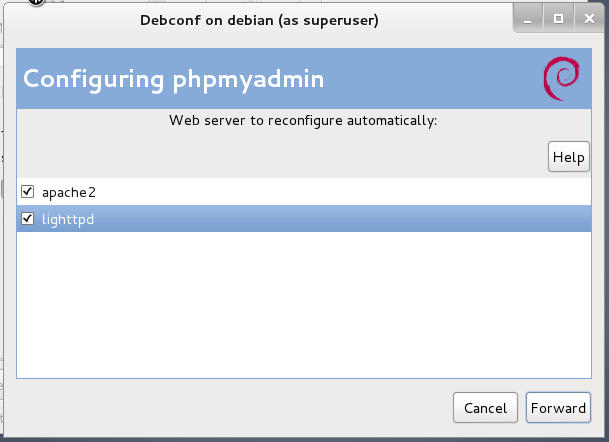 Debconf on debian (as superuser)
Configuring phpmyadmin
Web server to reconfigure automatically:
Help
apache2
lighttpd
Cancel
Forward